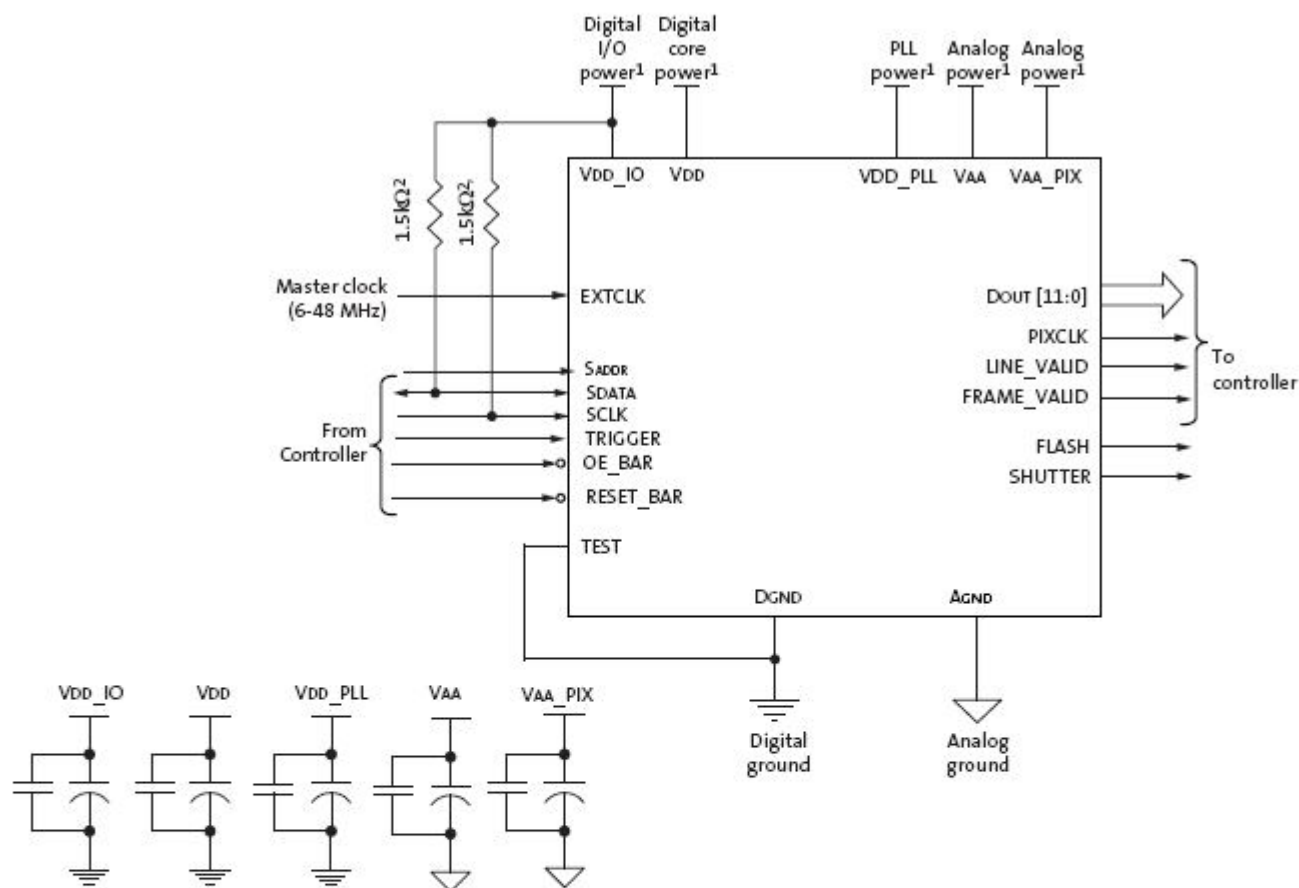 Digital
I/O
power¹
Digital
core
power¹
PLL
power¹
Analog
power¹
Analog
power¹
VDD_IO
VDD
VDD_PLL
VAA
VAA_PIX
1.5kΩ²
1.5kΩ²,
Master clock
(6-48 MHz)
EXTCLK
SADDR
SDATA
SCLK
TRIGGER
OE_BAR
RESET_BAR
TEST
From
Controller
DOUT [11:0]
PIXCLK
LINE_VALID
FRAME_VALID
FLASH
SHUTTER
To
controller
DGND
AGND
Digital
ground
Analog
ground
VDD_IO
VDD
VDD_PLL
VAA
VAA_PIX